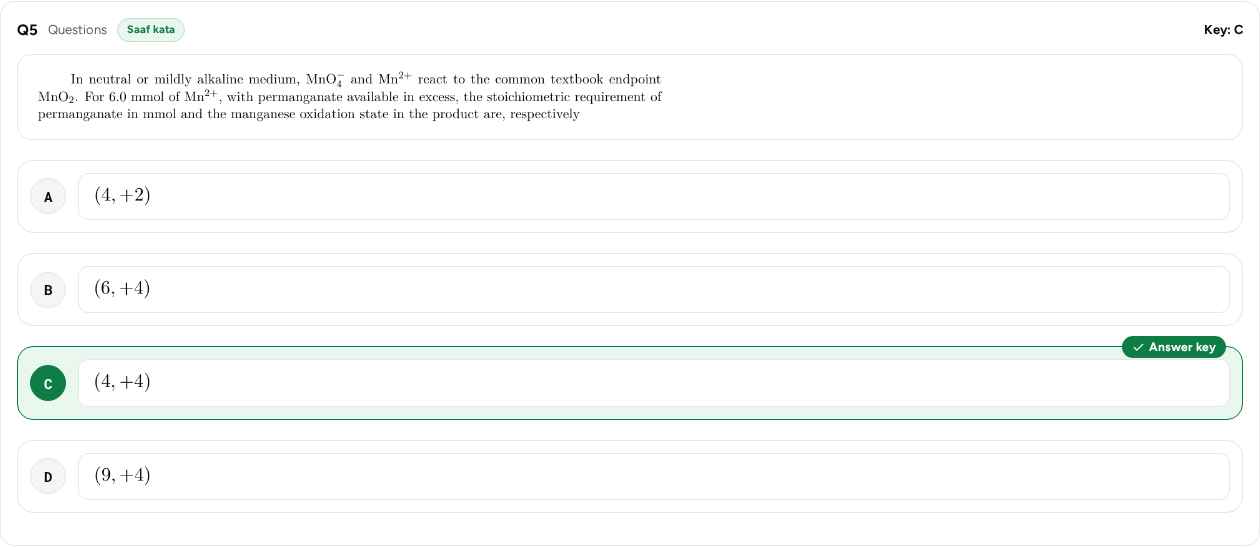 Q5 Questions Saaf kata Key: C
In neutral or mildly alkaline medium, MnO₄⁻ and Mn²⁺ react to the common textbook endpoint
MnO₂. For 6.0 mmol of Mn²⁺, with permanganate available in excess, the stoichiometric requirement of
permanganate in mmol and the manganese oxidation state in the product are, respectively
A (4, +2)
B (6, +4)
Answer key
C (4, +4)
D (9, +4)